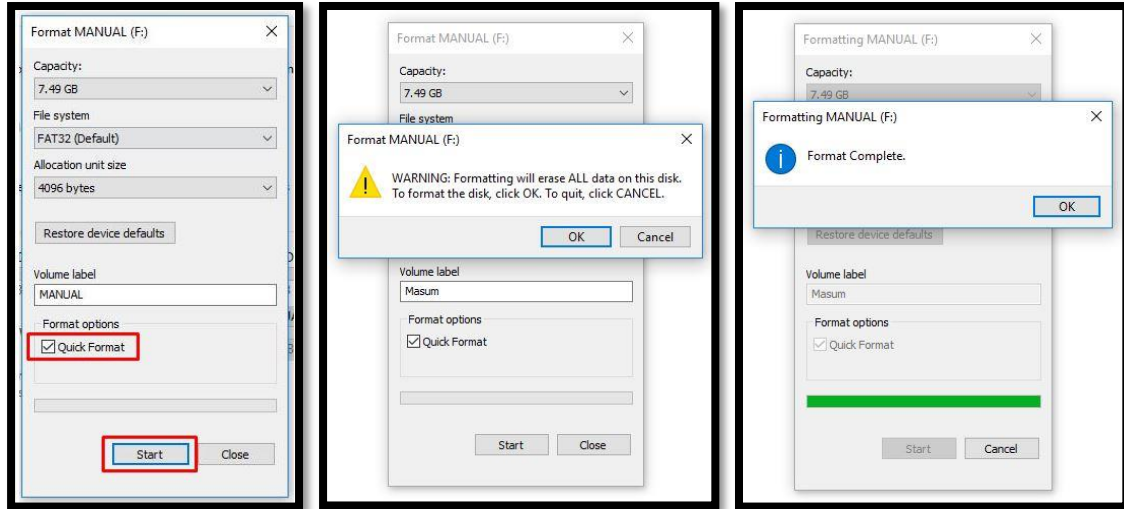 Format MANUAL (F:)
Capacity:
7.49 GB
File system
FAT32 (Default)
Allocation unit size
4096 bytes
Restore device defaults
Volume label
MANUAL
Format options
Quick Format
Start Close
Format MANUAL (F:)
Capacity:
7.49 GB
File system
Format MANUAL (F:)
WARNING: Formatting will erase ALL data on this disk.
To format the disk, click OK. To quit, click CANCEL.
OK Cancel
Volume label
Masum
Format options
Quick Format
Start Close
Formatting MANUAL (F:)
Capacity:
7.49 GB
Formatting MANUAL (F:)
Format Complete.
OK
Restore device defaults
Volume label
Masum
Format options
Quick Format
Start Cancel